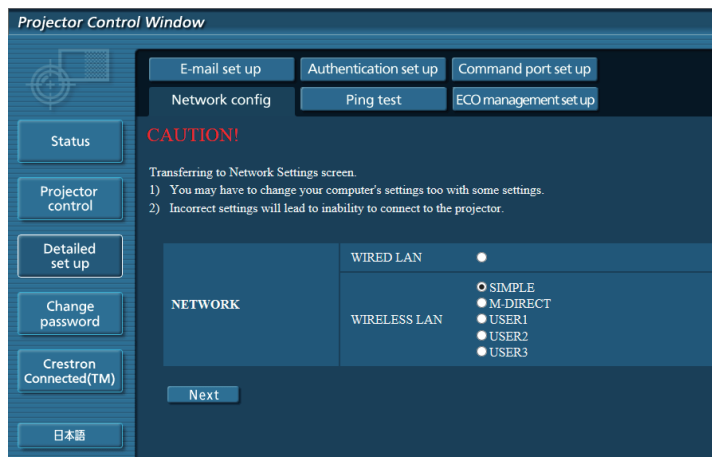 Projector Control Window
E-mail set up
Authentication set up
Command port set up
Network config
Ping test
ECO management set up
Status
Projector
control
Detailed
set up
Change
password
Crestron
Connected(TM)
日本語
CAUTION!
Transferring to Network Settings screen.
1) You may have to change your computer's settings too with some settings.
2) Incorrect settings will lead to inability to connect to the projector.
NETWORK
WIRED LAN
WIRELESS LAN
SIMPLE
M-DIRECT
USER1
USER2
USER3
Next